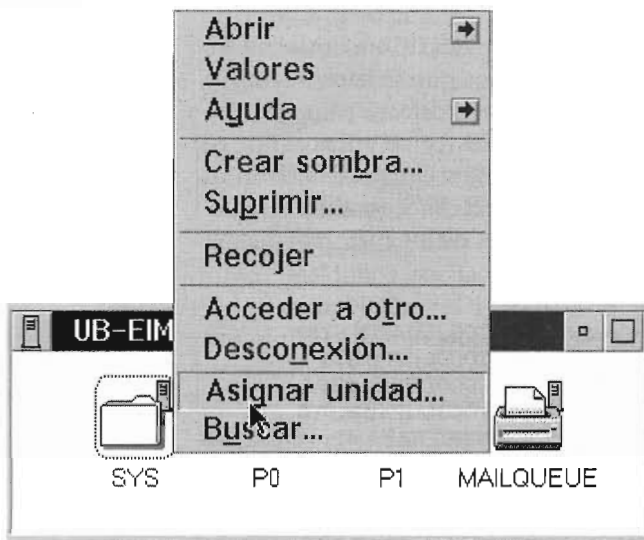 Abrir
Valores
Ayuda
Crear sombra...
Suprimir...
Recojer
Acceder a otro...
Desconexión...
Asignar unidad...
Buscar...
UB-EIM
SYS P0 P1 MAILQUEUE